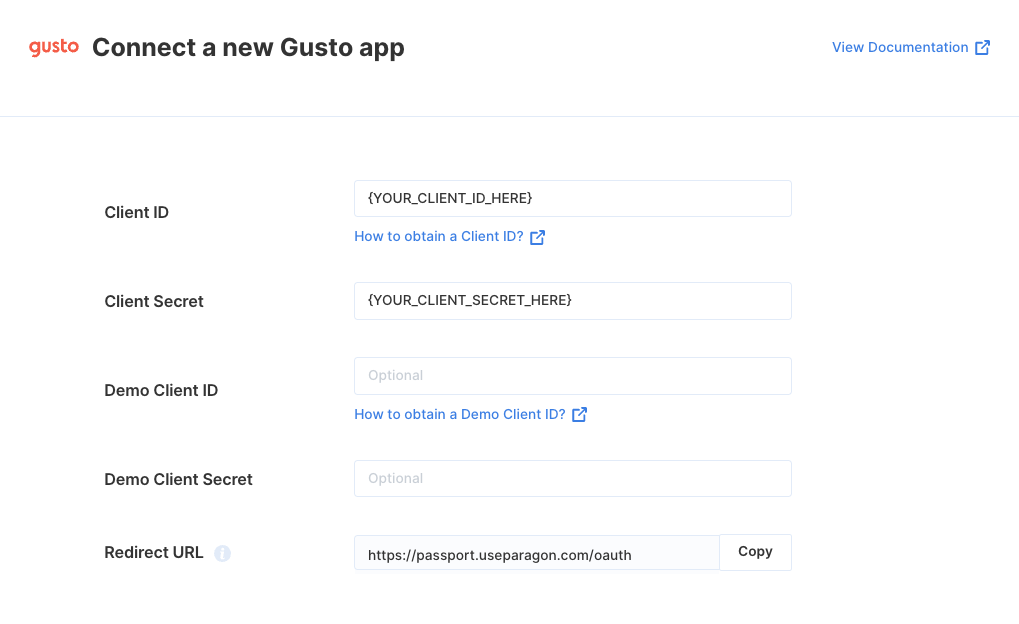 gusto Connect a new Gusto app View Documentation
Client ID {YOUR_CLIENT_ID_HERE}
How to obtain a Client ID?
Client Secret {YOUR_CLIENT_SECRET_HERE}
Demo Client ID Optional
How to obtain a Demo Client ID?
Demo Client Secret Optional
Redirect URL i https://passport.useparagon.com/oauth Copy